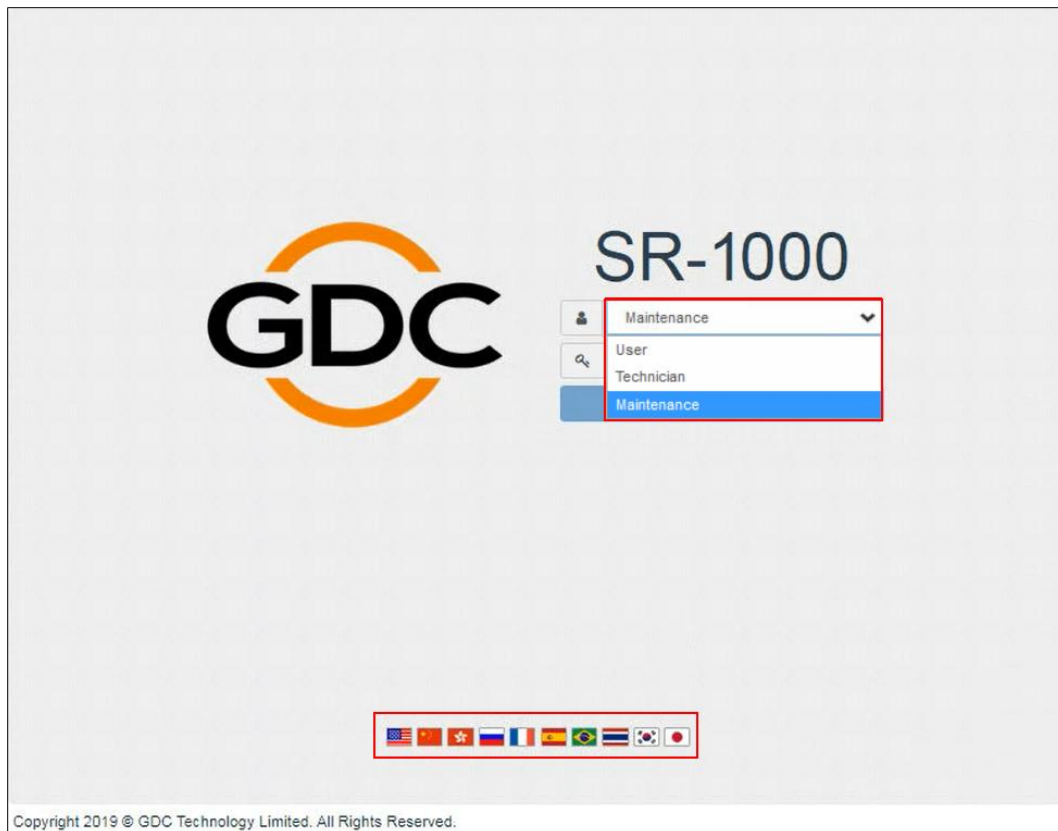 GDC
SR-1000
Maintenance
User
Technician
Maintenance
Copyright 2019 © GDC Technology Limited. All Rights Reserved.